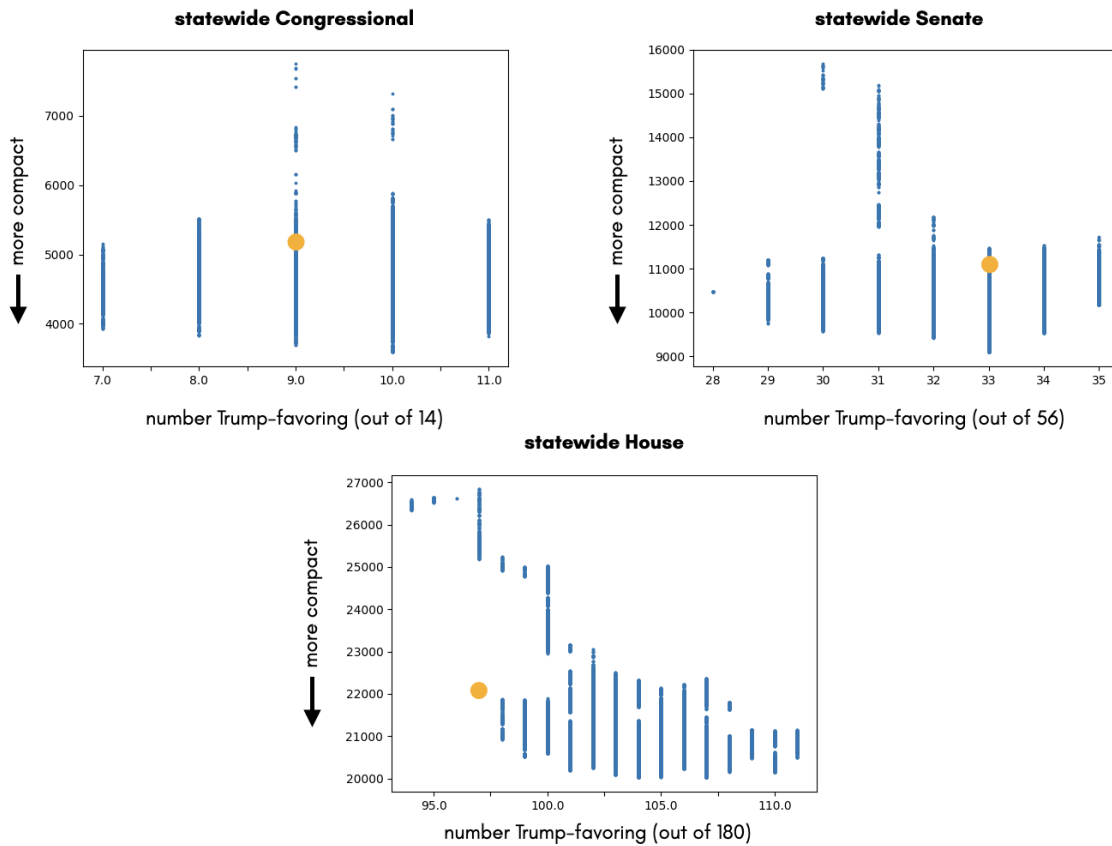 statewide Congressional
7000
6000
5000
4000
more compact
7.0 8.0 9.0 10.0 11.0
number Trump-favoring (out of 14)
statewide Senate
16000
15000
14000
13000
12000
11000
10000
9000
more compact
28 29 30 31 32 33 34 35
number Trump-favoring (out of 56)
statewide House
27000
26000
25000
24000
23000
22000
21000
20000
more compact
95.0 100.0 105.0 110.0
number Trump-favoring (out of 180)